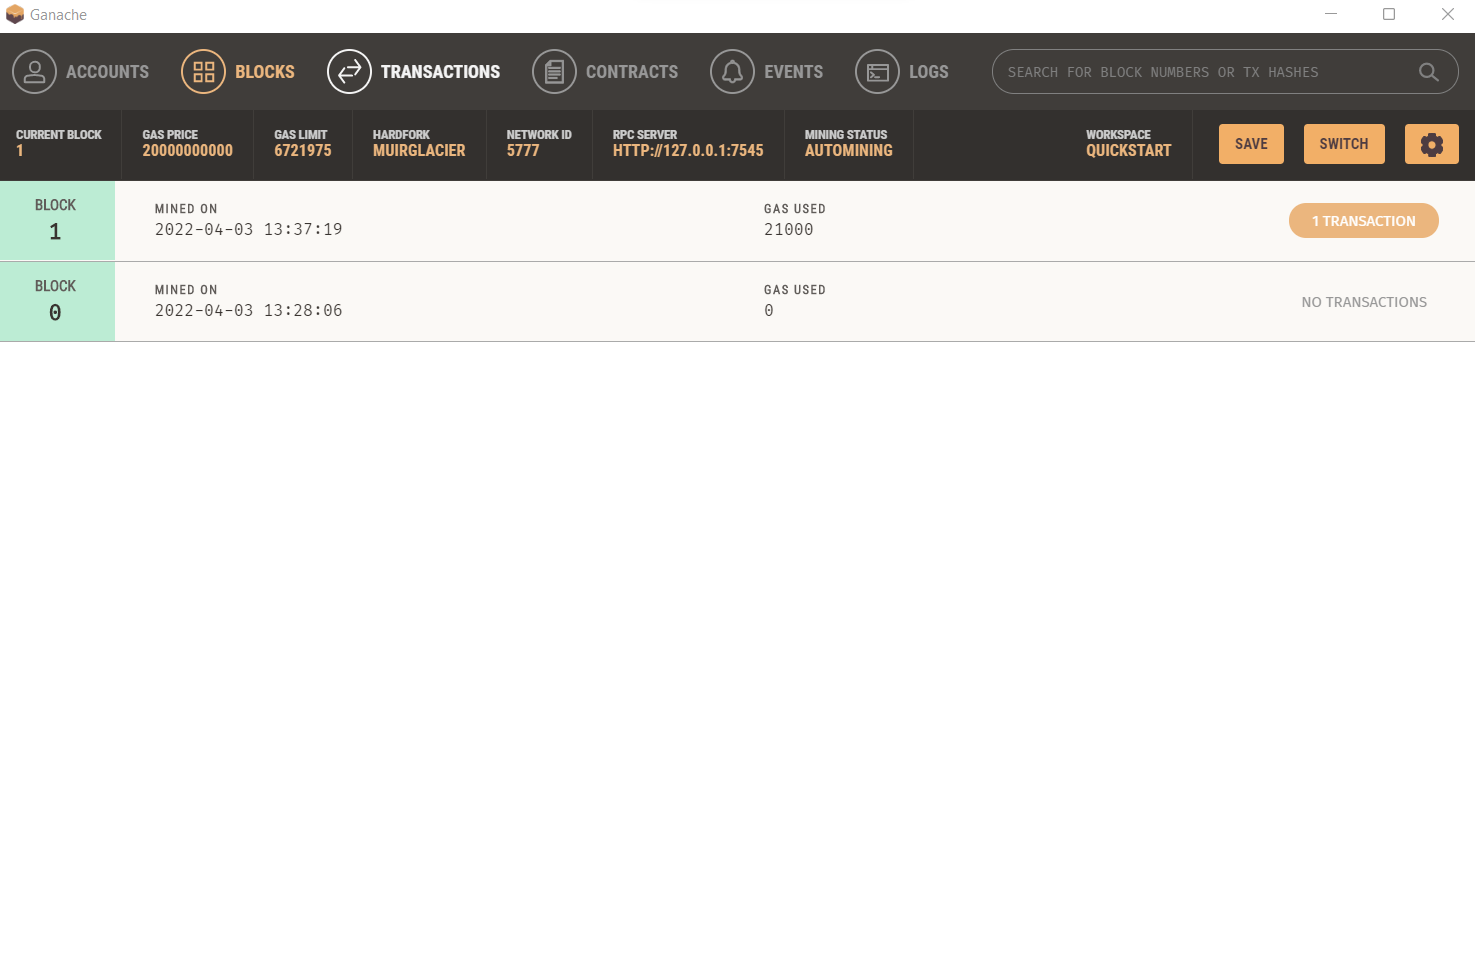 Ganache
ACCOUNTS BLOCKS TRANSACTIONS CONTRACTS EVENTS LOGS SEARCH FOR BLOCK NUMBERS OR TX HASHES
CURRENT BLOCK GAS PRICE GAS LIMIT HARDFORK NETWORK ID RPC SERVER MINING STATUS WORKSPACE
1 20000000000 6721975 MUIRGLACIER 5777 HTTP://127.0.0.1:7545 AUTOMINING QUICKSTART SAVE SWITCH
BLOCK MINED ON GAS USED
1 2022-04-03 13:37:19 21000 1 TRANSACTION
BLOCK MINED ON GAS USED
0 2022-04-03 13:28:06 0 NO TRANSACTIONS